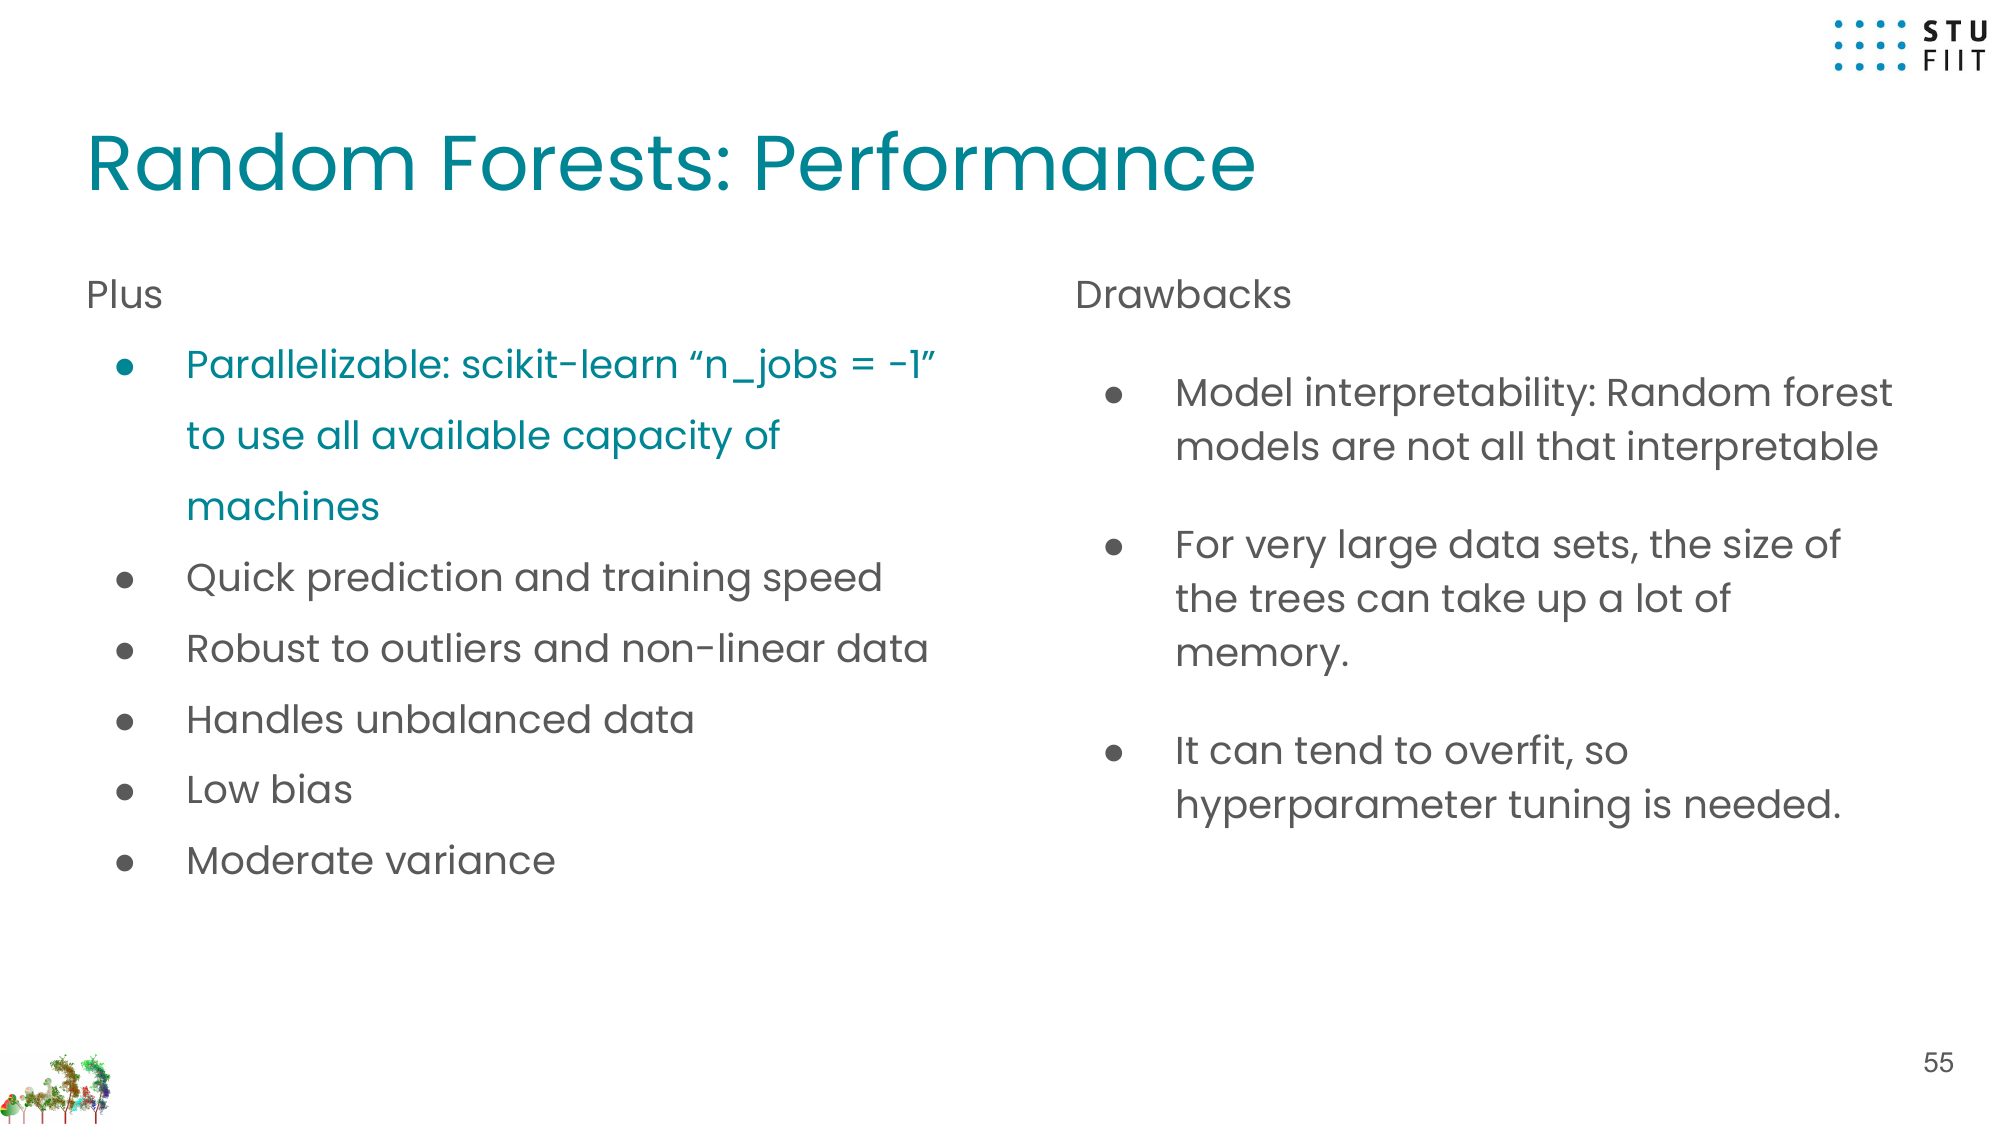 STU
FIIT
Random Forests: Performance
Plus
● Parallelizable: scikit-learn “n_jobs = -1”
to use all available capacity of
machines
● Quick prediction and training speed
● Robust to outliers and non-linear data
● Handles unbalanced data
● Low bias
● Moderate variance
Drawbacks
● Model interpretability: Random forest
models are not all that interpretable
● For very large data sets, the size of
the trees can take up a lot of
memory.
● It can tend to overfit, so
hyperparameter tuning is needed.
55